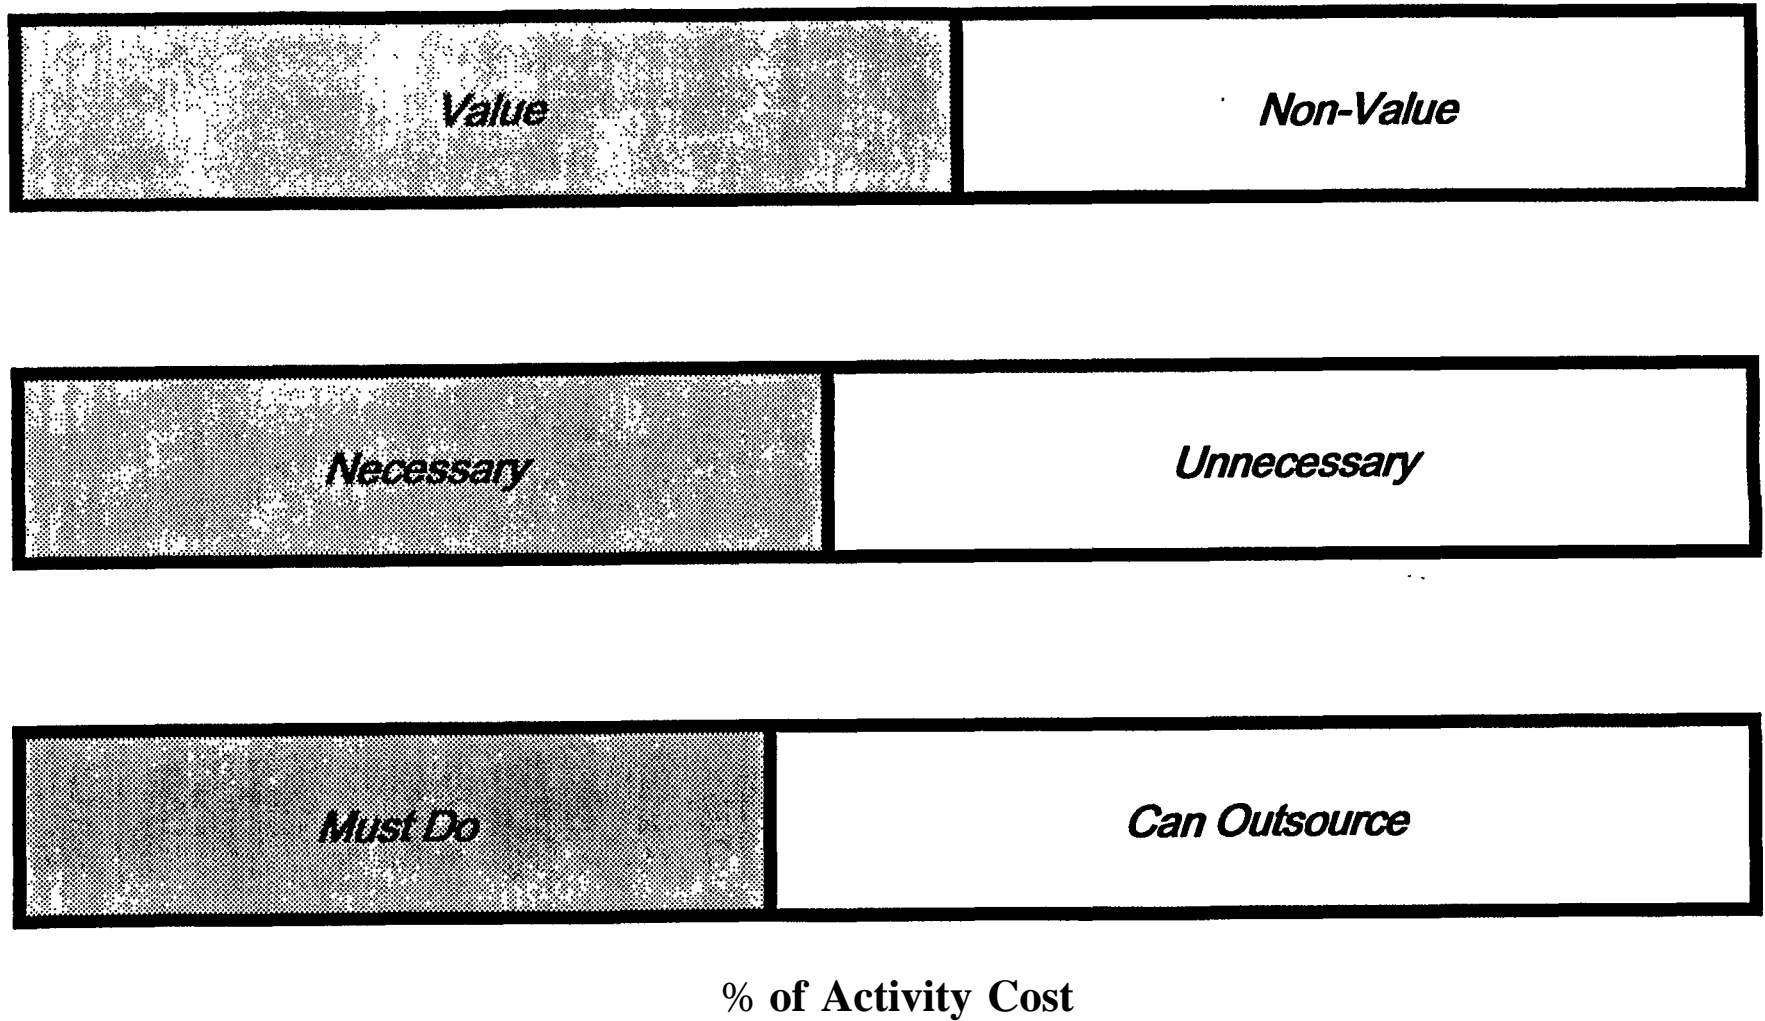 Value
Non-Value
Necessary
Unnecessary
Must Do
Can Outsource
% of Activity Cost